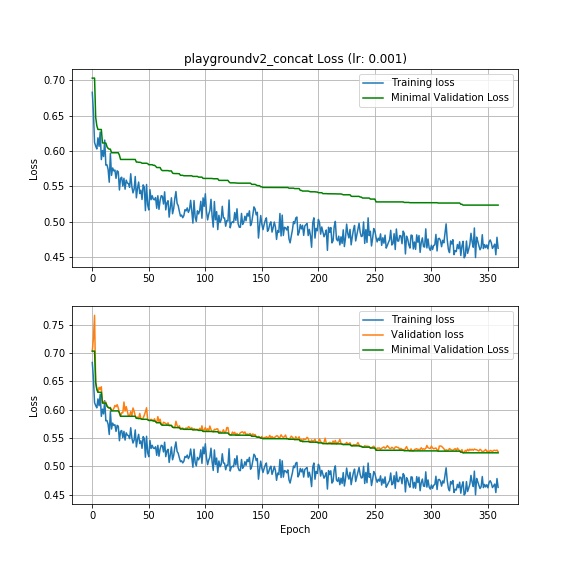 playgroundv2_concat Loss (lr: 0.001)
Training loss
Minimal Validation Loss
Loss
0.70
0.65
0.60
0.55
0.50
0.45
0 50 100 150 200 250 300 350
Training loss
Validation loss
Minimal Validation Loss
Loss
0.75
0.70
0.65
0.60
0.55
0.50
0.45
0 50 100 150 200 250 300 350
Epoch